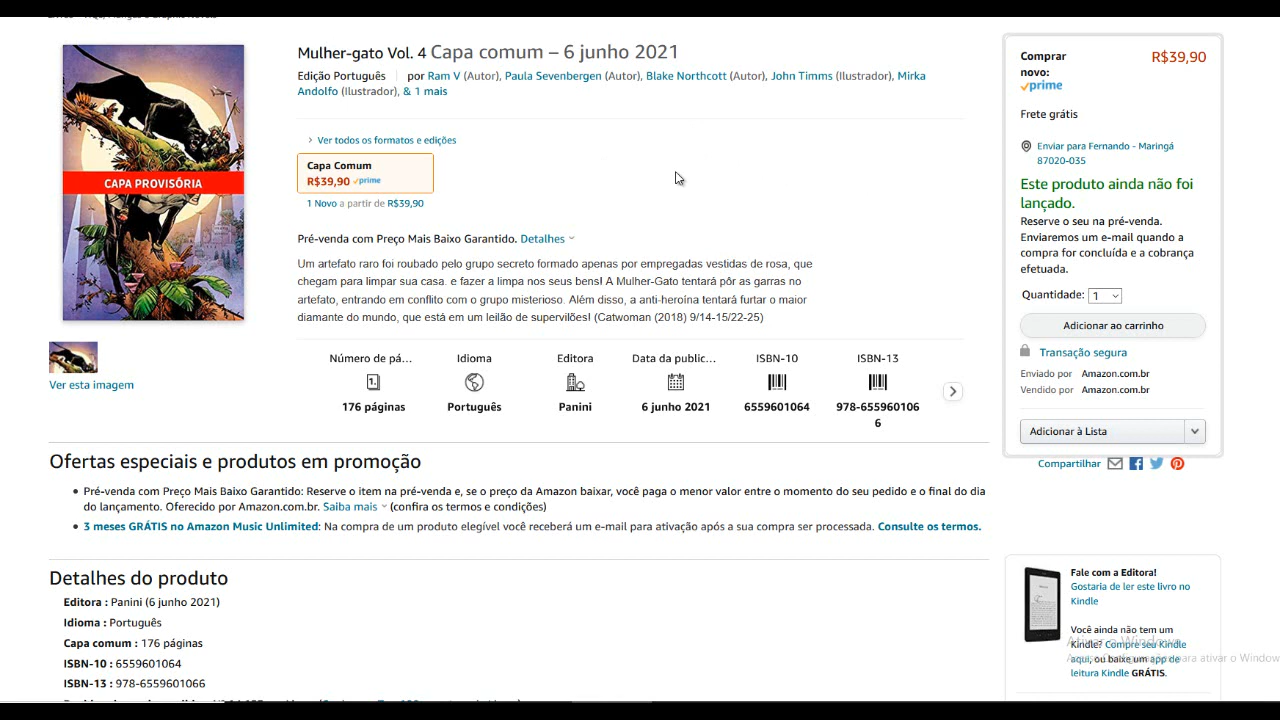 Mulher-gato Vol. 4 Capa comum – 6 junho 2021
Edição Português | por Ram V (Autor), Paula Sevenbergen (Autor), Blake Northcott (Autor), John Timms (Ilustrador), Mirka
Andolfo (Ilustrador), & 1 mais
CAPA PROVISÓRIA
Ver todos os formatos e edições
Capa Comum
R$39,90 prime
1 Novo a partir de R$39,90
Pré-venda com Preço Mais Baixo Garantido. Detalhes
Um artefato raro foi roubado pelo grupo secreto formado apenas por empregadas vestidas de rosa, que
chegam para limpar sua casa. e fazer a limpa nos seus bens! A Mulher-Gato tentará pôr as garras no
artefato, entrando em conflito com o grupo misterioso. Além disso, a anti-heroína tentará furtar o maior
diamante do mundo, que está em um leilão de supervilões! (Catwoman (2018) 9/14-15/22-25)
Ver esta imagem
Número de pá... Idioma Editora Data da public... ISBN-10 ISBN-13
176 páginas Português Panini 6 junho 2021 6559601064 978-655960106
6
Comprar R$39,90
novo:
prime
Frete grátis
Enviar para Fernando - Maringá
87020-035
Este produto ainda não foi
lançado.
Reserve o seu na pré-venda.
Enviaremos um e-mail quando a
compra for concluída e a cobrança
efetuada.
Quantidade: 1
Adicionar ao carrinho
Transação segura
Enviado por Amazon.com.br
Vendido por Amazon.com.br
Adicionar à Lista
Compartilhar
Ofertas especiais e produtos em promoção
• Pré-venda com Preço Mais Baixo Garantido: Reserve o item na pré-venda e, se o preço da Amazon baixar, você paga o menor valor entre o momento do seu pedido e o final do dia
do lançamento. Oferecido por Amazon.com.br. Saiba mais (confira os termos e condições)
• 3 meses GRÁTIS no Amazon Music Unlimited: Na compra de um produto elegível você receberá um e-mail para ativação após a sua compra ser processada. Consulte os termos.
Detalhes do produto
Editora : Panini (6 junho 2021)
Idioma : Português
Capa comum : 176 páginas
ISBN-10 : 6559601064
ISBN-13 : 978-6559601066
Fale com a Editora!
Gostaria de ler este livro no
Kindle
Você ainda não tem um
Kindle? Compre seu Kindle
aqui, ou baixe um app de
leitura Kindle GRÁTIS.
Ativar o Windows
para ativar o Window